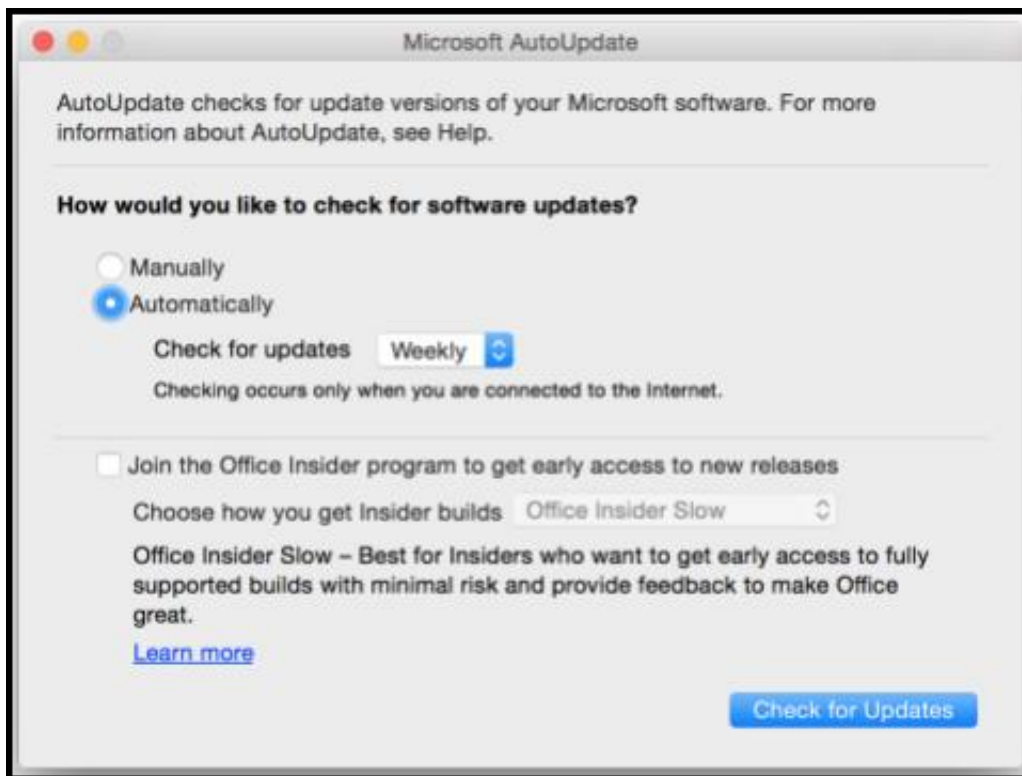 Microsoft AutoUpdate
AutoUpdate checks for update versions of your Microsoft software. For more
information about AutoUpdate, see Help.
How would you like to check for software updates?
Manually
Automatically
Check for updates Weekly
Checking occurs only when you are connected to the Internet.
Join the Office Insider program to get early access to new releases
Choose how you get Insider builds Office Insider Slow
Office Insider Slow – Best for Insiders who want to get early access to fully
supported builds with minimal risk and provide feedback to make Office
great.
Learn more
Check for Updates